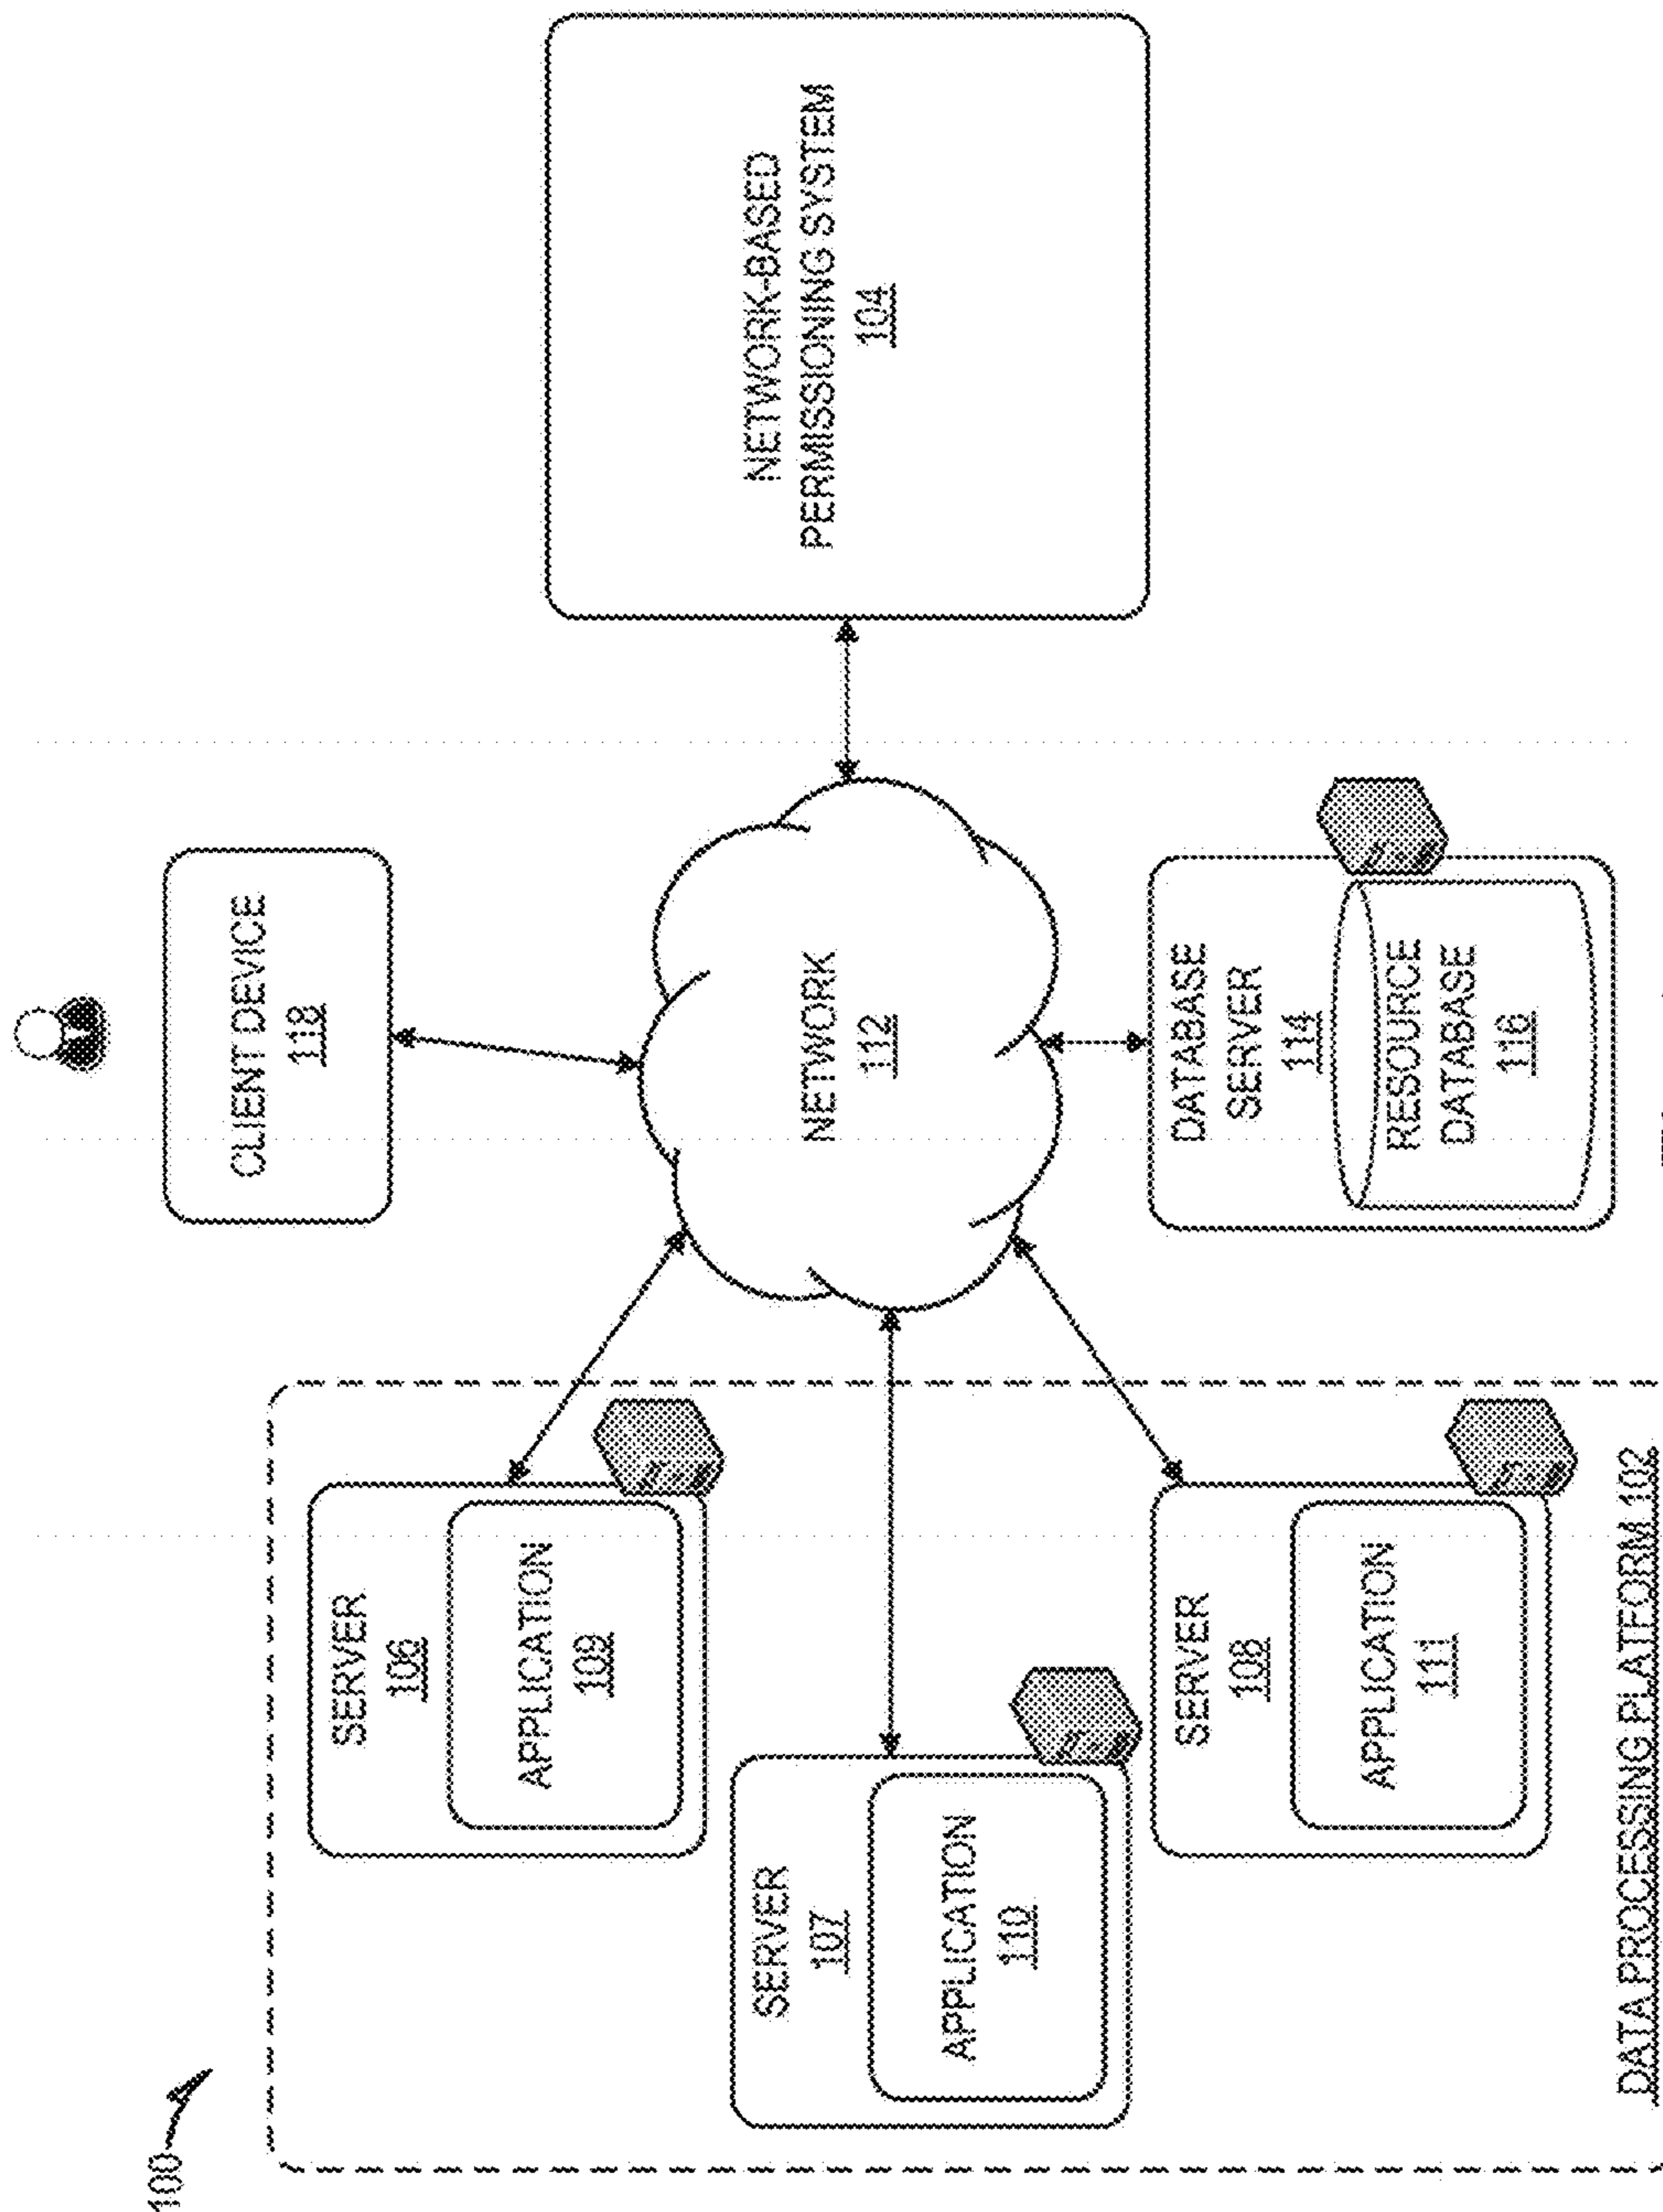 100
SERVER
106
APPLICATION
109
SERVER
107
APPLICATION
110
SERVER
108
APPLICATION
111
DATA PROCESSING PLATFORM 102
CLIENT DEVICE
118
NETWORK
112
DATABASE
SERVER
114
RESOURCE
DATABASE
116
NETWORK-BASED
PERMISSIONING SYSTEM
104